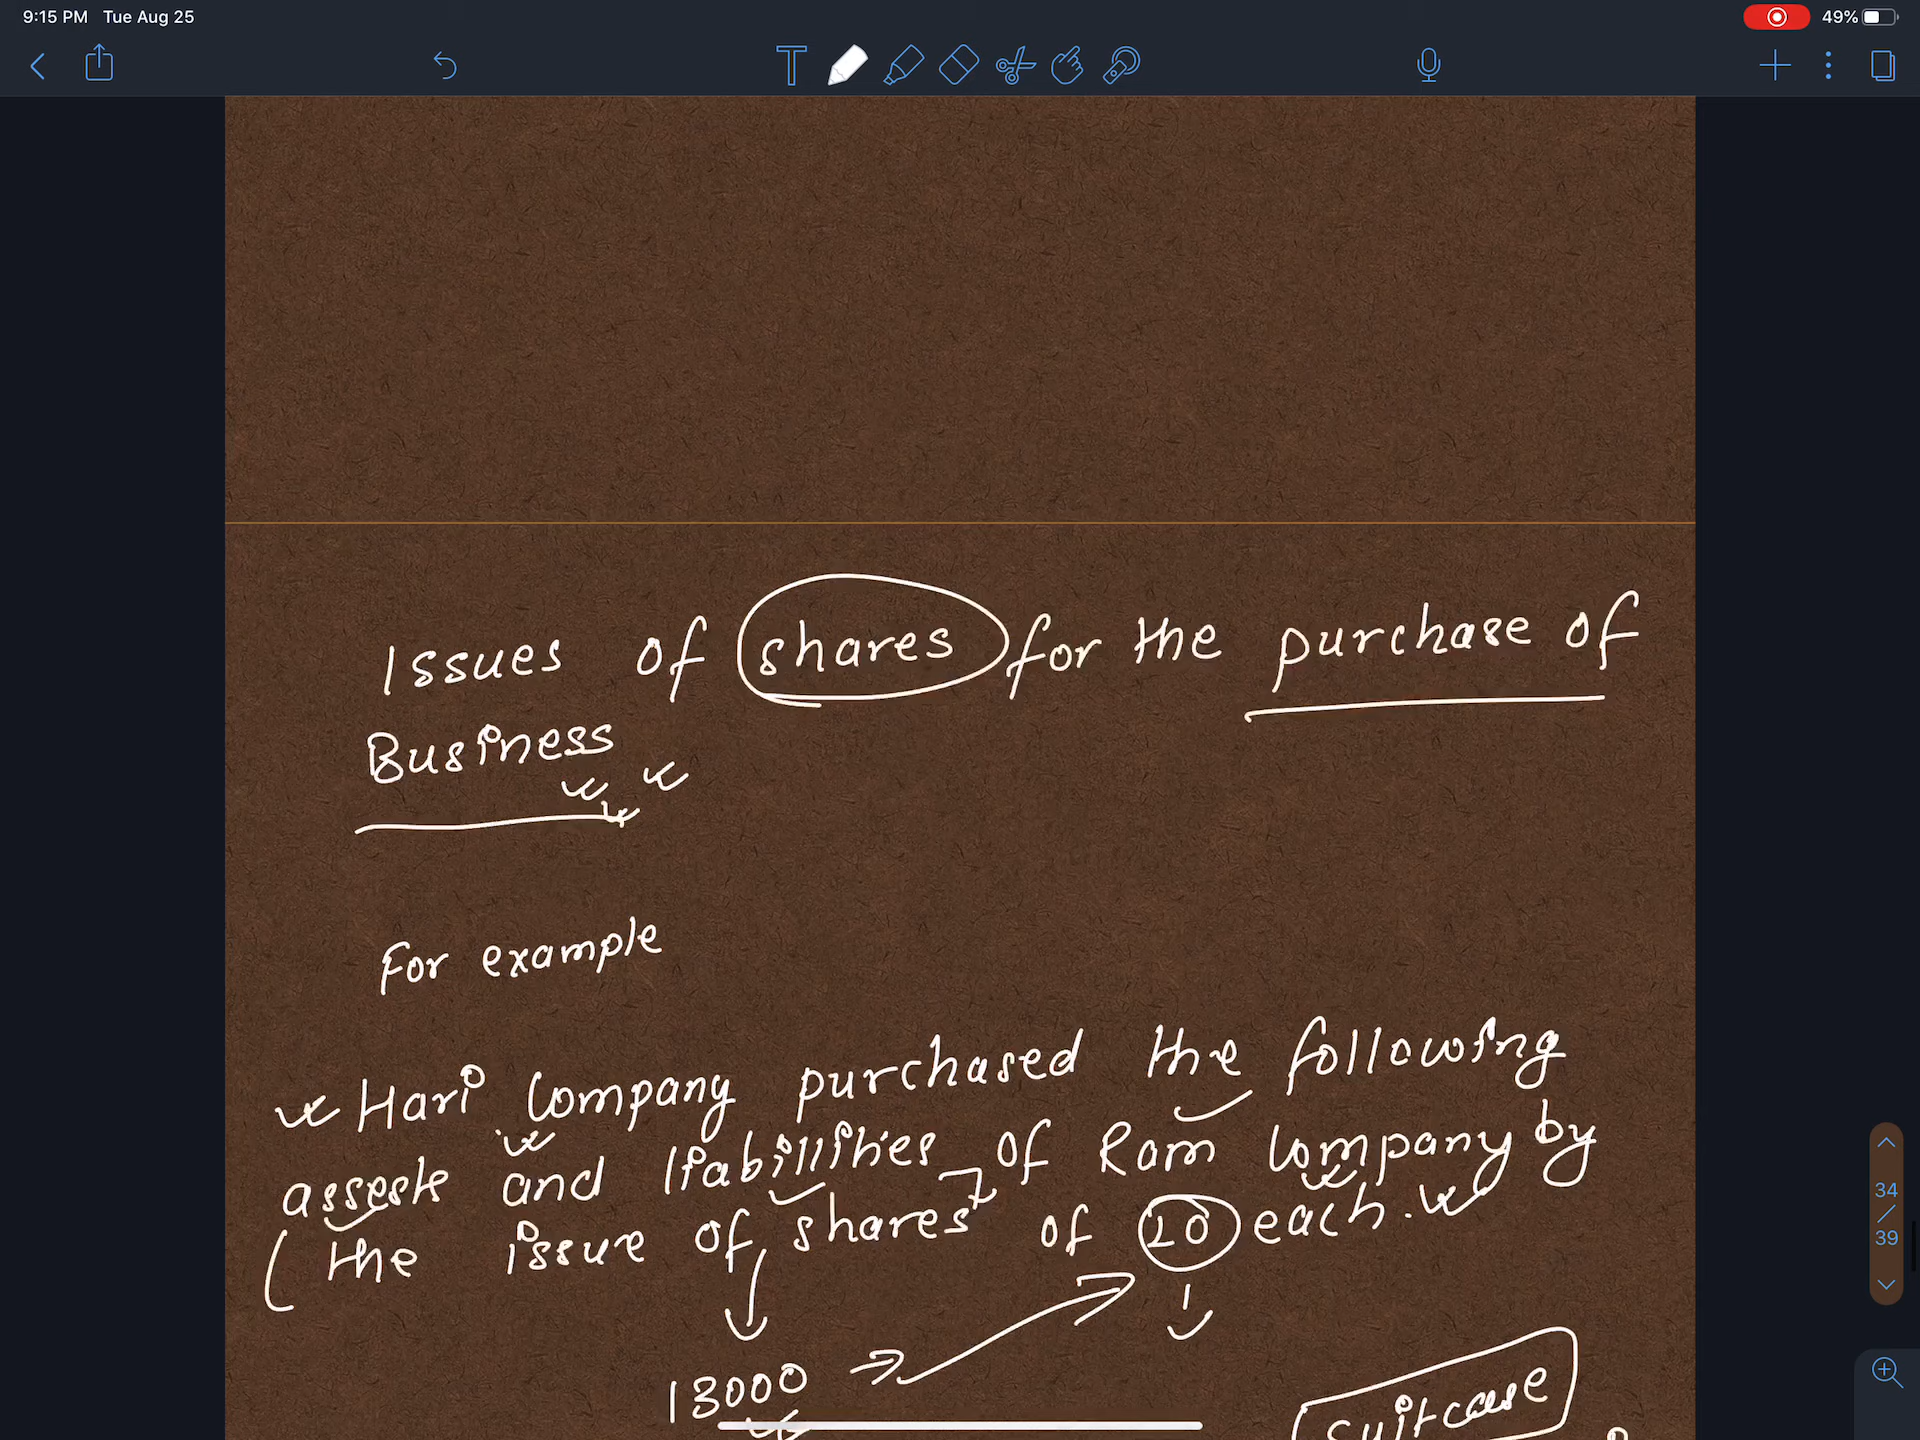 9:15 PM Tue Aug 25
49%
Issues of shares for the purchase of
Business
For example
Hari Company purchased the following
and liabilities of Ram Company by
the issue of shares of 10 each.
13000
suitcase
34
/
39